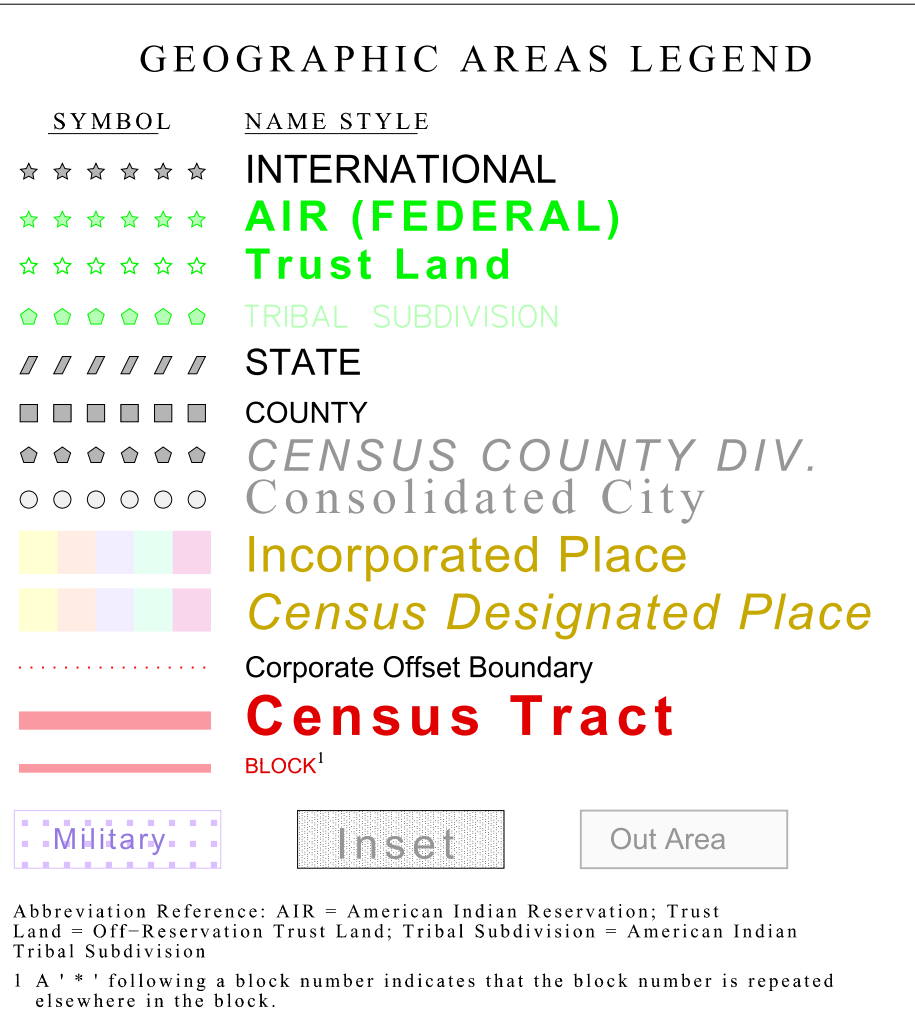 GEOGRAPHIC AREAS LEGEND
SYMBOL NAME STYLE
INTERNATIONAL
AIR (FEDERAL)
Trust Land
TRIBAL SUBDIVISION
STATE
COUNTY
CENSUS COUNTY DIV.
Consolidated City
Incorporated Place
Census Designated Place
Corporate Offset Boundary
Census Tract
BLOCK¹
Military Inset Out Area
Abbreviation Reference: AIR = American Indian Reservation; Trust
Land = Off−Reservation Trust Land; Tribal Subdivision = American Indian
Tribal Subdivision
1 A ' * ' following a block number indicates that the block number is repeated
elsewhere in the block.